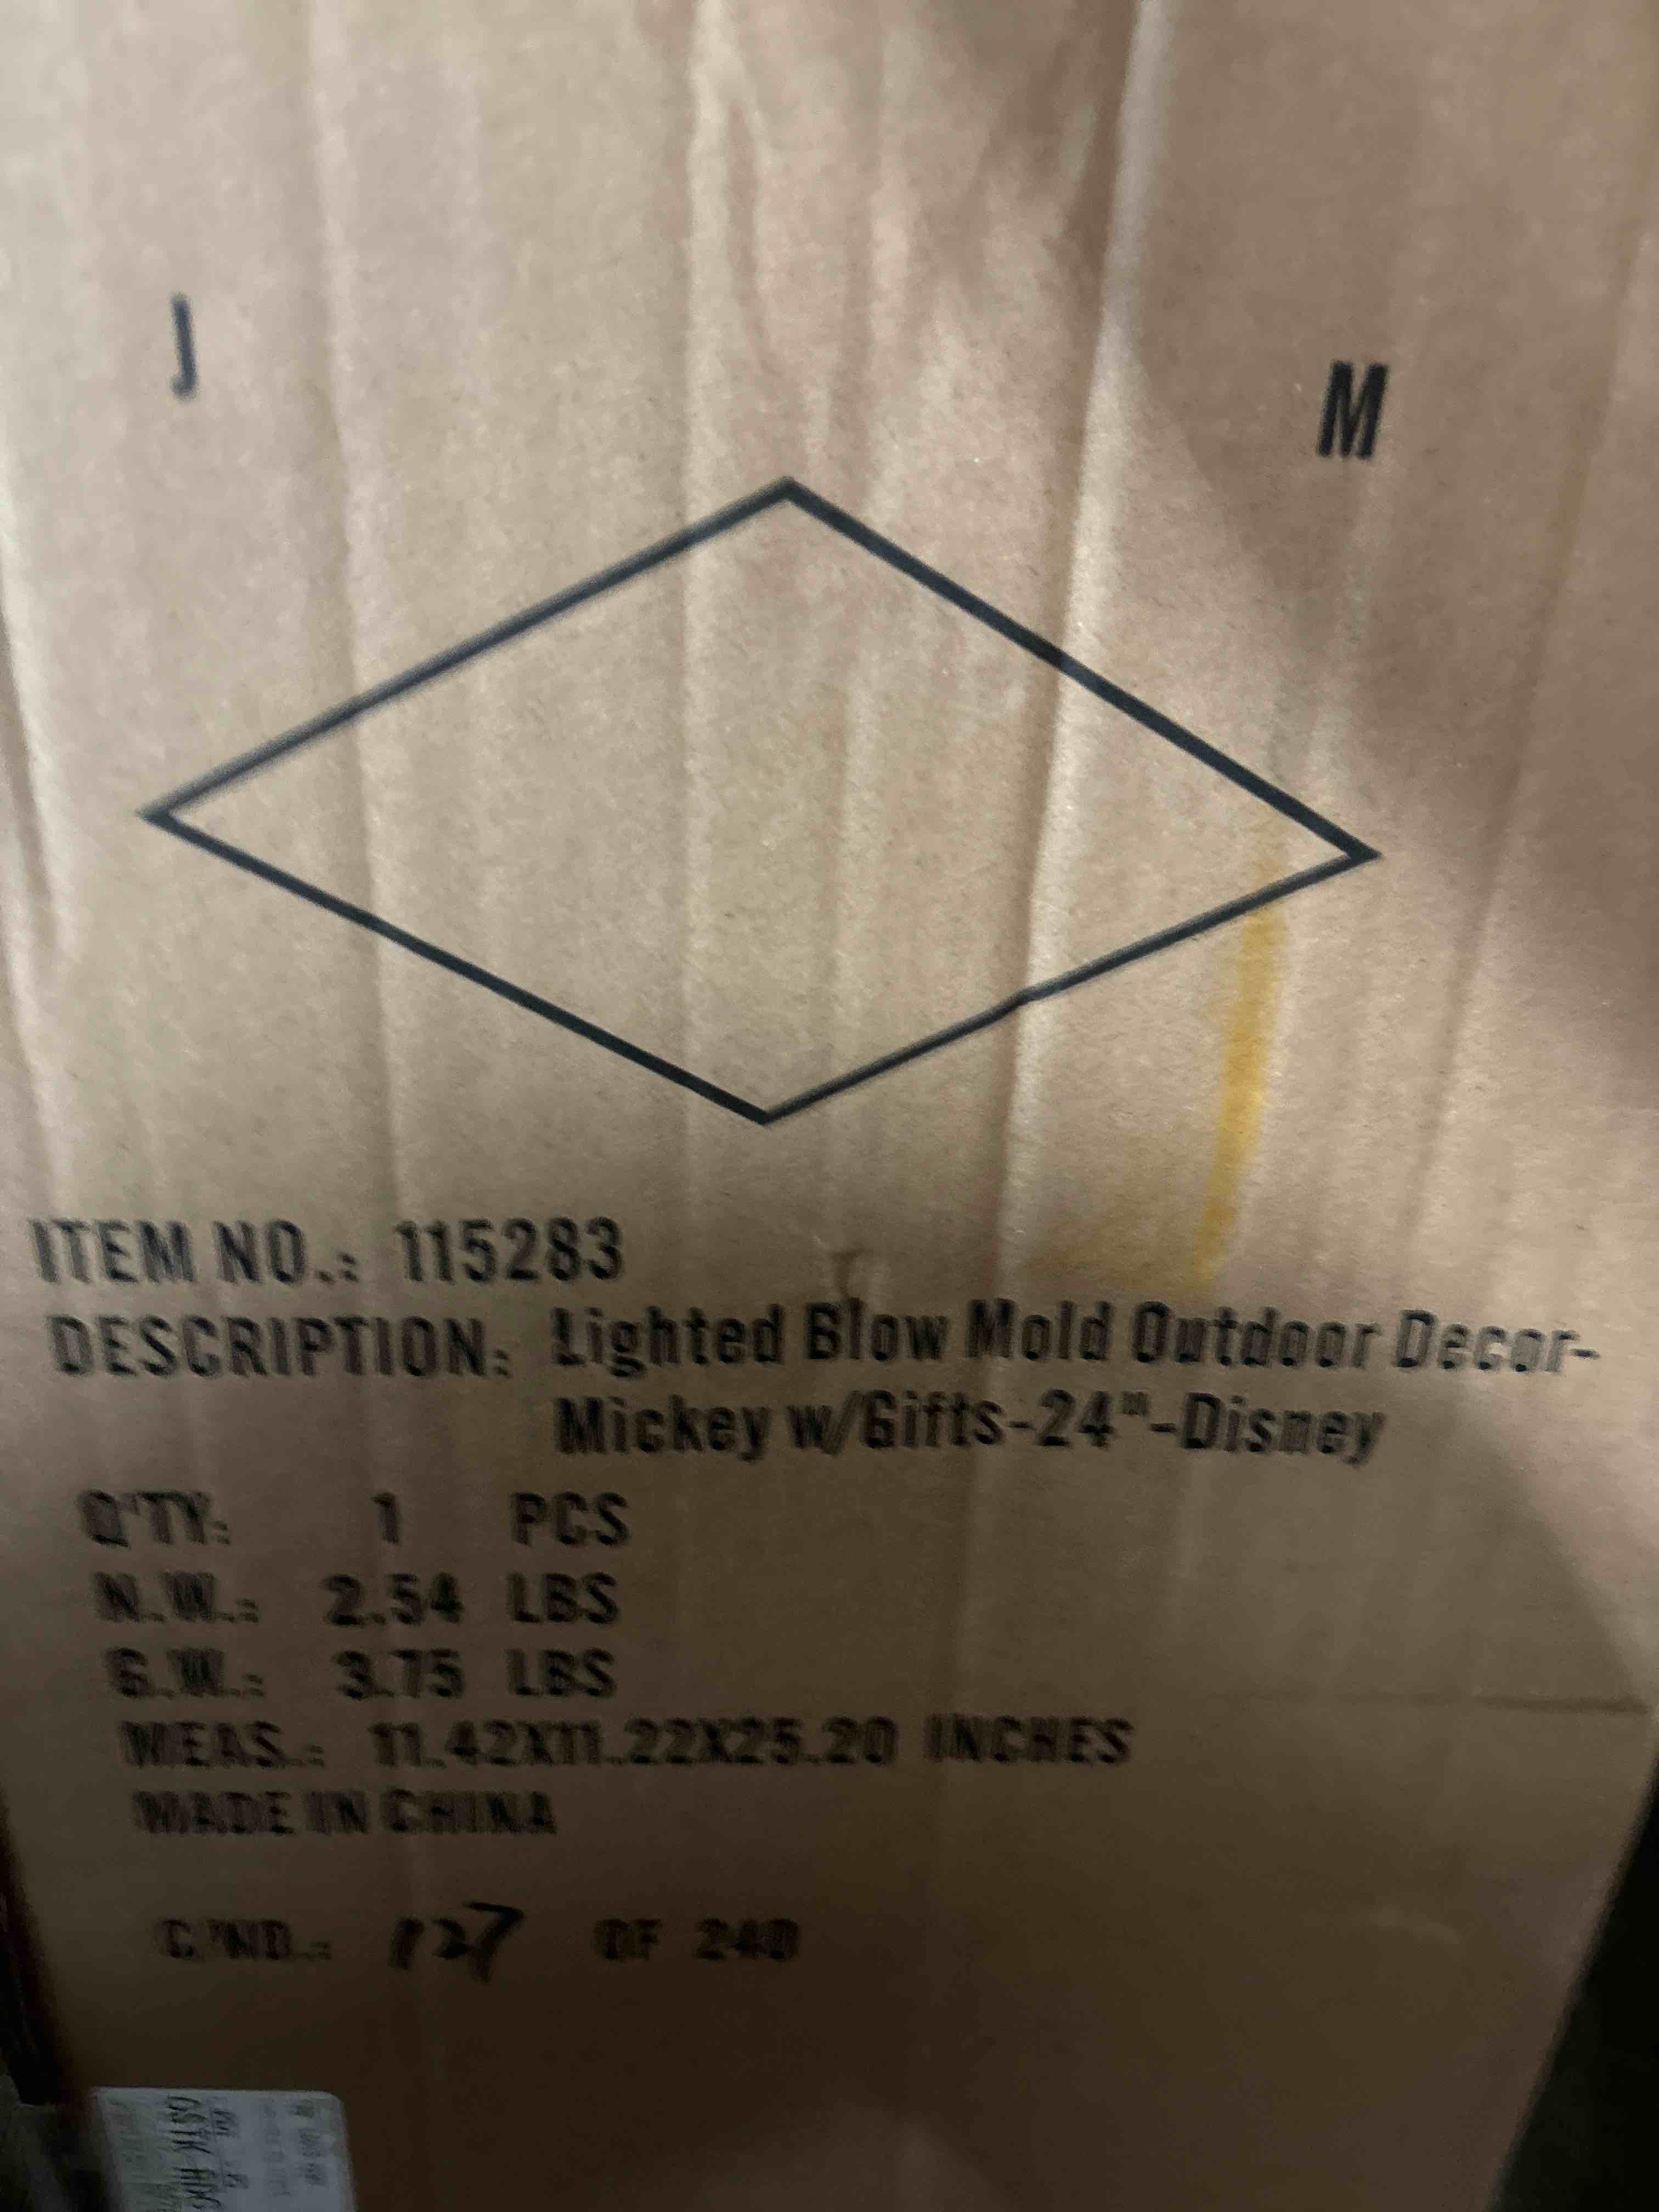 J
M
ITEM NO.: 115283
DESCRIPTION: Lighted Blow Mold Outdoor Decor-
Mickey w/Gifts-24"-Disney
Q'TY: 1 PCS
N.W.: 2.54 LBS
G.W.: 3.75 LBS
MEAS.: 11.42X11.22X25.20 INCHES
MADE IN CHINA
C/NO.: 127 OF 240